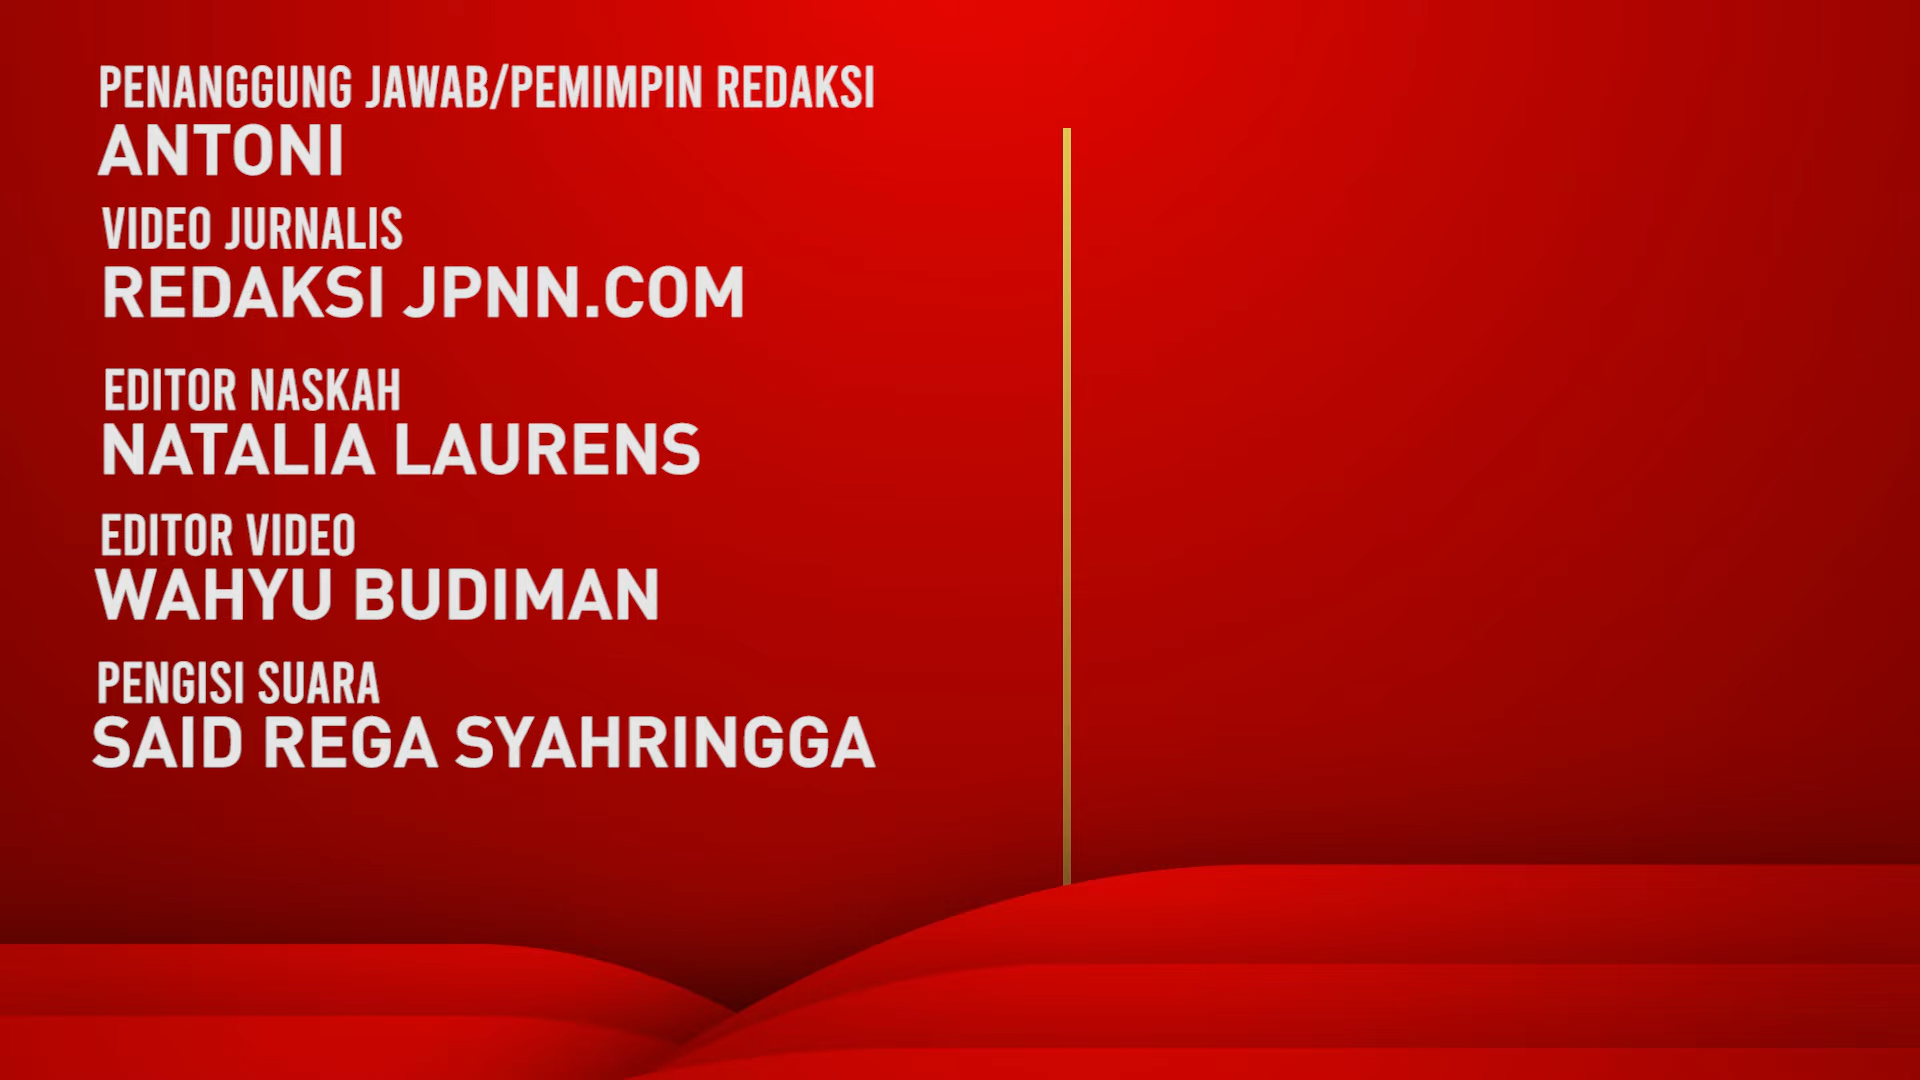 PENANGGUNG JAWAB/PEMIMPIN REDAKSI
ANTONI
VIDEO JURNALIS
REDAKSI JPNN.COM
EDITOR NASKAH
NATALIA LAURENS
EDITOR VIDEO
WAHYU BUDIMAN
PENGISI SUARA
SAID REGA SYAHRINGGA